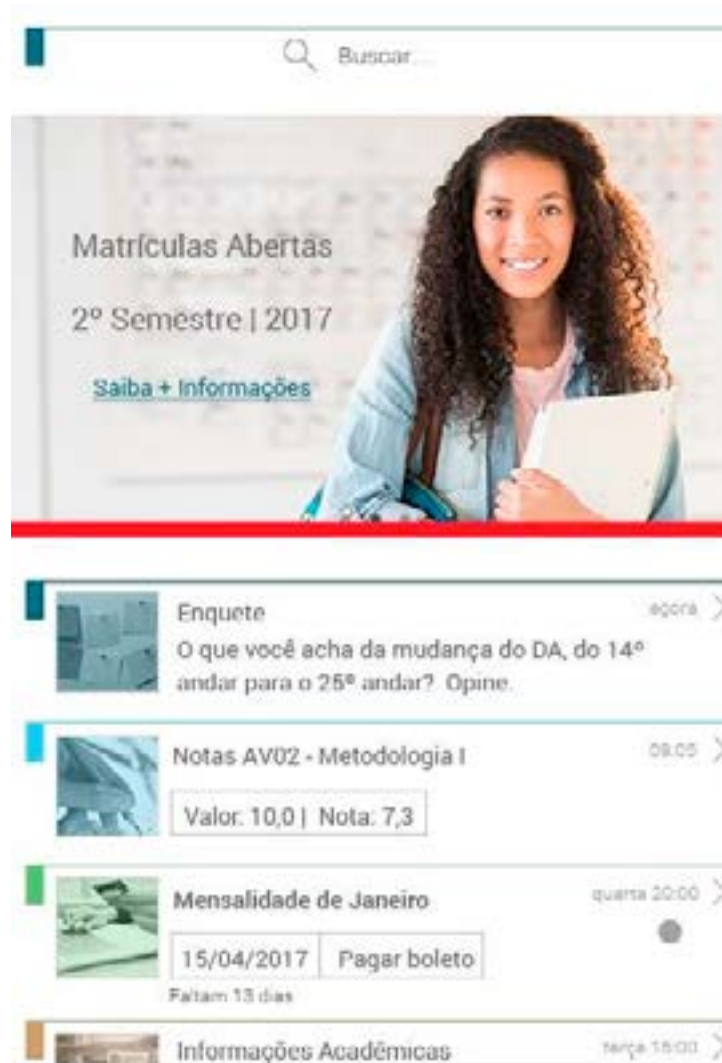 Buscar...
Matrículas Abertas
2º Semestre | 2017
Saiba + Informações
Enquete
agora
O que você acha da mudança do DA, do 14º
andar para o 25º andar? Opine.
Notas AV02 - Metodologia I
09:05
Valor: 10,0 | Nota: 7,3
Mensalidade de Janeiro
quarta 20:00
15/04/2017 Pagar boleto
Faltam 13 dias
Informações Acadêmicas
terça 15:00